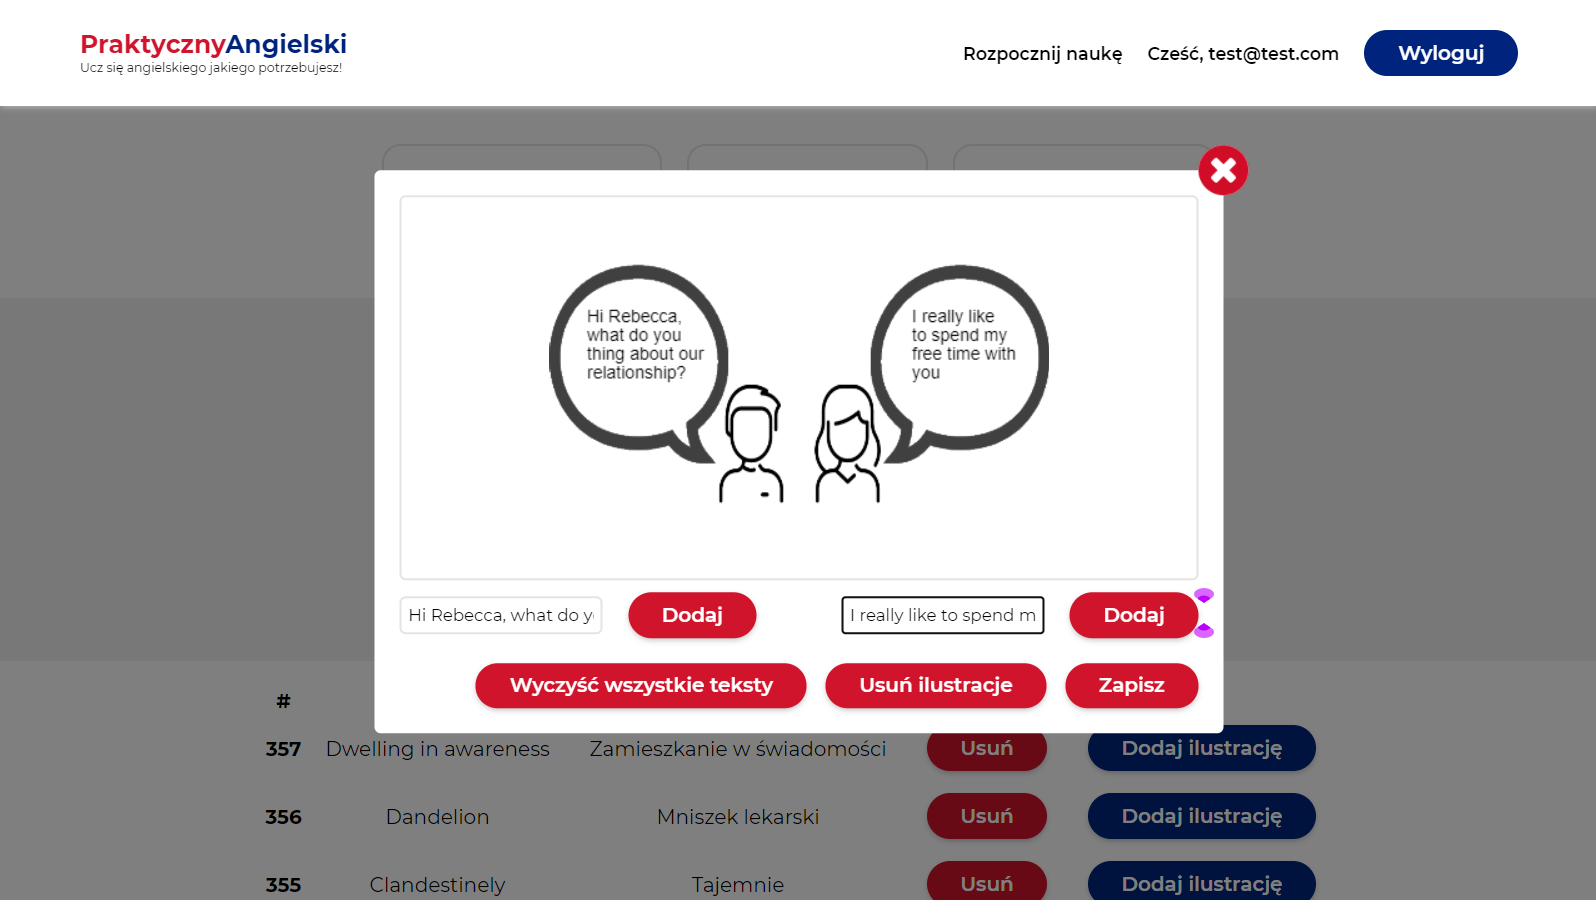 PraktycznyAngielski
Ucz się angielskiego jakiego potrzebujesz!
Rozpocznij naukę
Cześć, test@test.com
Wyloguj
Hi Rebecca,
what do you
thing about our
relationship?
I really like
to spend my
free time with
you
Hi Rebecca, what do y
Dodaj
I really like to spend m
Dodaj
Wyczyść wszystkie teksty
Usuń ilustracje
Zapisz
#
357 Dwelling in awareness Zamieszkanie w świadomości Usuń Dodaj ilustrację
356 Dandelion Mniszek lekarski Usuń Dodaj ilustrację
355 Clandestinely Tajemnie Usuń Dodaj ilustrację